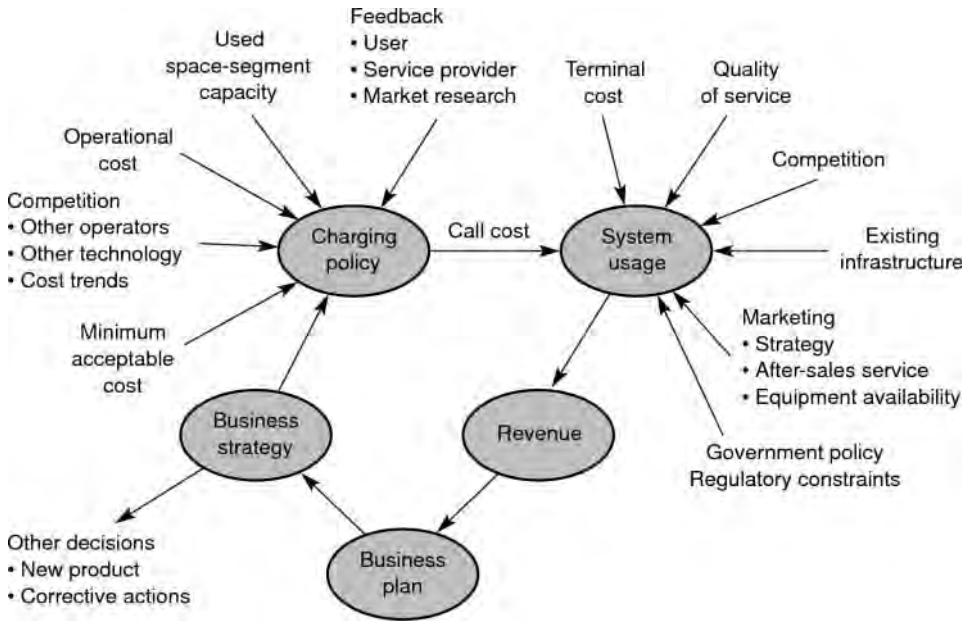 Feedback
• User
• Service provider
• Market research
Used
space-segment
capacity
Terminal
cost
Quality
of service
Operational
cost
Competition
Competition
• Other operators
• Other technology
• Cost trends
Charging
policy
Call cost
System
usage
Existing
infrastructure
Minimum
acceptable
cost
Marketing
• Strategy
• After-sales service
• Equipment availability
Business
strategy
Revenue
Government policy
Regulatory constraints
Other decisions
• New product
• Corrective actions
Business
plan